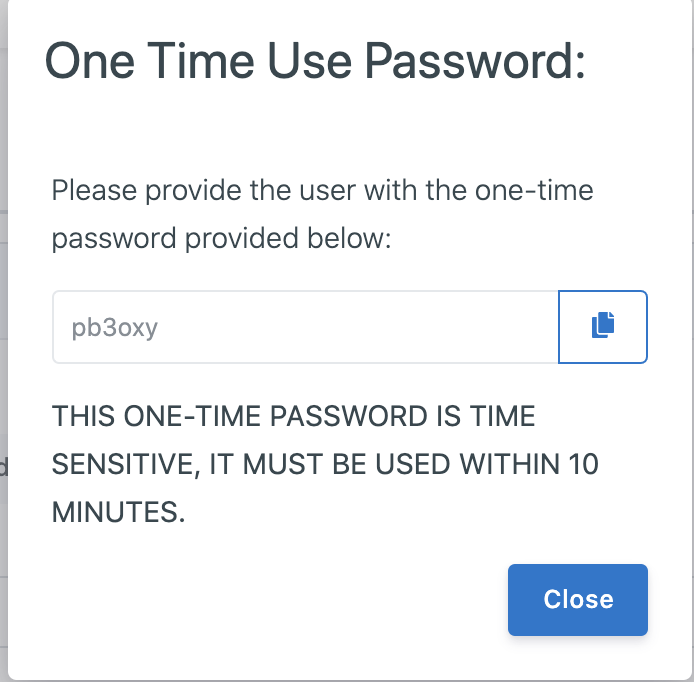 One Time Use Password:
Please provide the user with the one-time
password provided below:
pb3oxy
THIS ONE-TIME PASSWORD IS TIME
SENSITIVE, IT MUST BE USED WITHIN 10
MINUTES.
Close